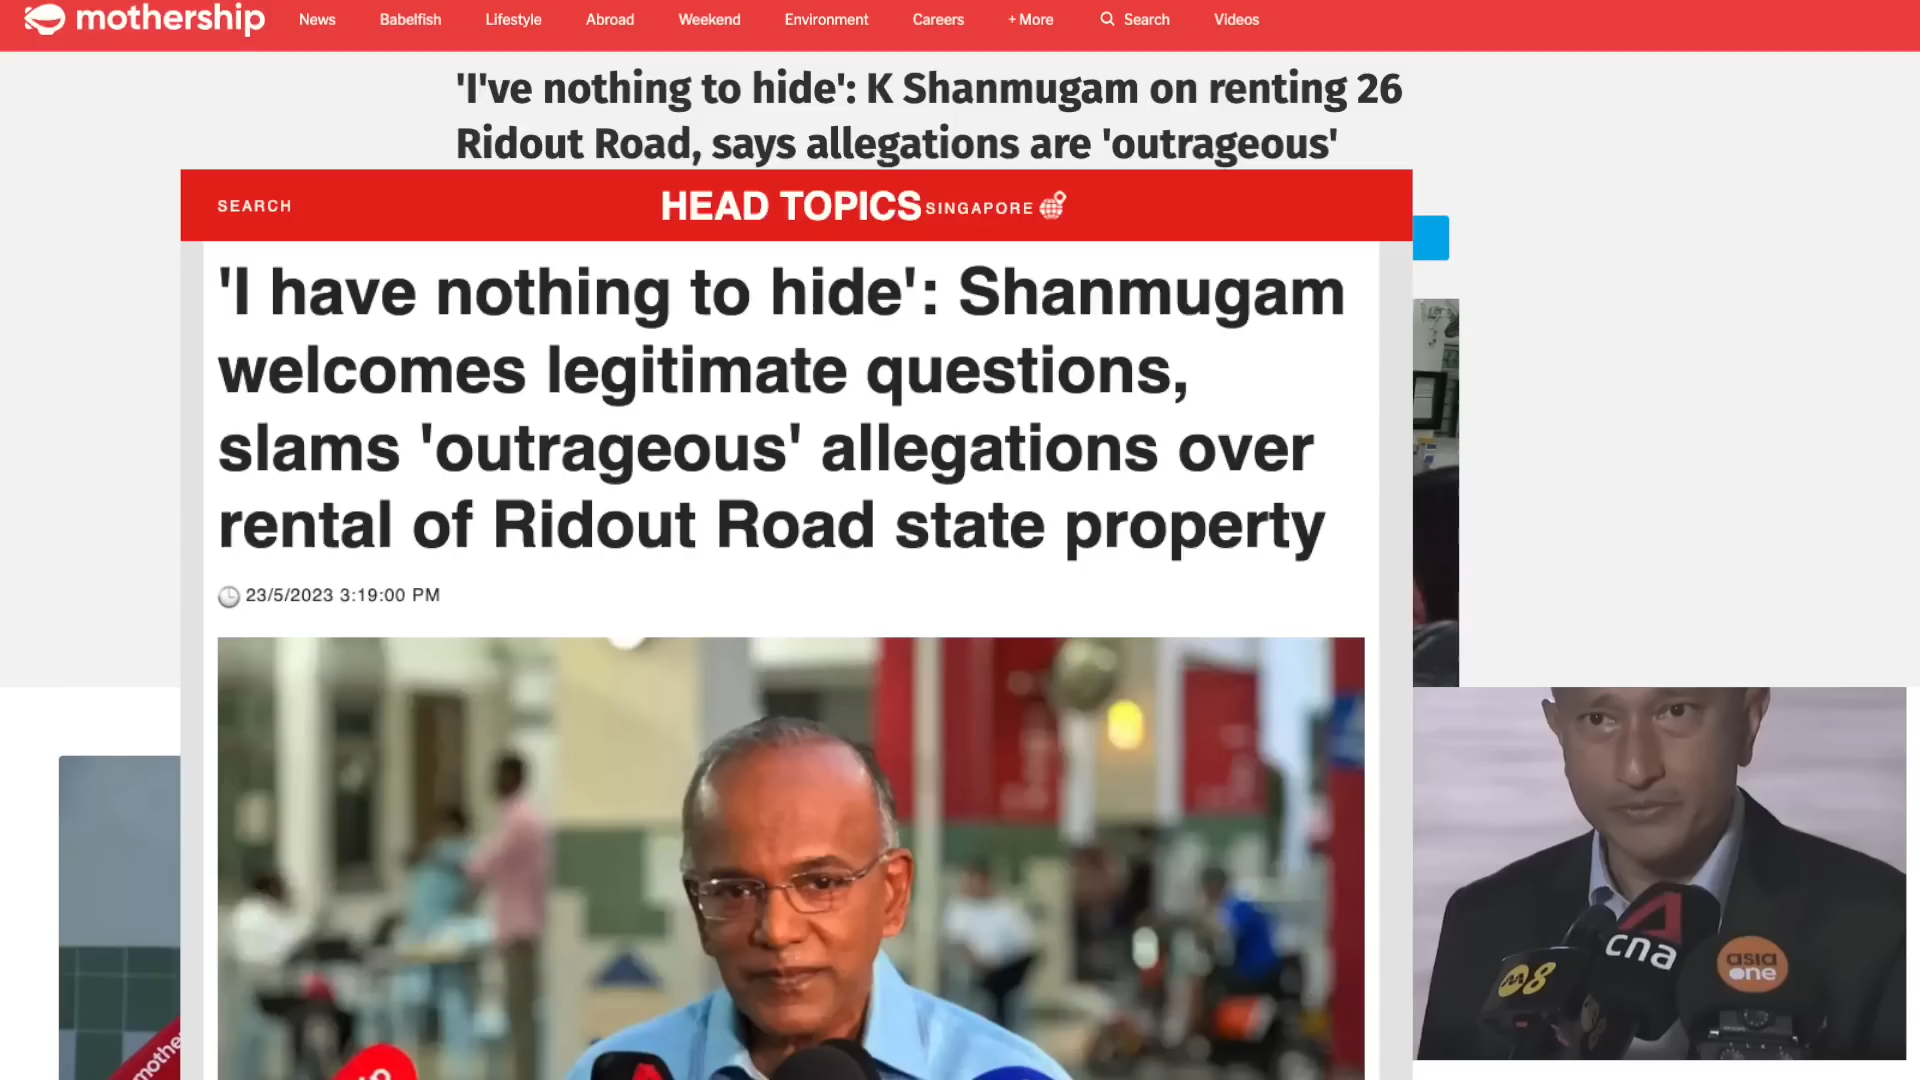 mothership
News Babelfish Lifestyle Abroad Weekend Environment Careers + More Search Videos
'I've nothing to hide': K Shanmugam on renting 26
Ridout Road, says allegations are 'outrageous'
SEARCH
HEAD TOPICS SINGAPORE
'I have nothing to hide': Shanmugam
welcomes legitimate questions,
slams 'outrageous' allegations over
rental of Ridout Road state property
23/5/2023 3:19:00 PM
cna
asia
one
8
mothe